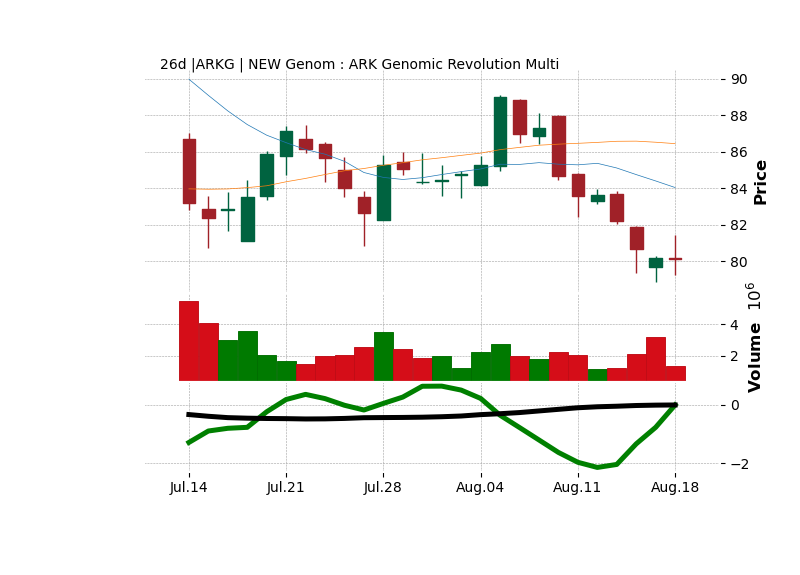 26d |ARKG | NEW Genom : ARK Genomic Revolution Multi
90
88
86
84
82
80
Price
10^6
4
2
Volume
0
−2
Jul.14 Jul.21 Jul.28 Aug.04 Aug.11 Aug.18